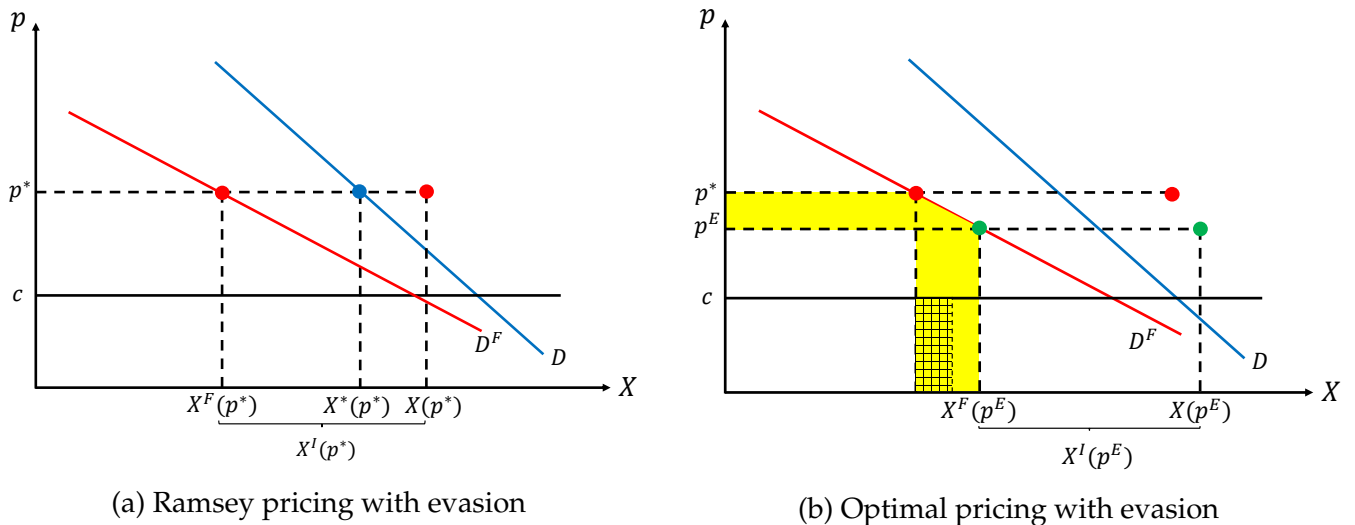 p
p*
c
D^F
D
X
X^F(p*)
X*(p*)
X(p*)
X^I(p*)
(a) Ramsey pricing with evasion
p
p*
p^E
c
D^F
D
X
X^F(p^E)
X(p^E)
X^I(p^E)
(b) Optimal pricing with evasion